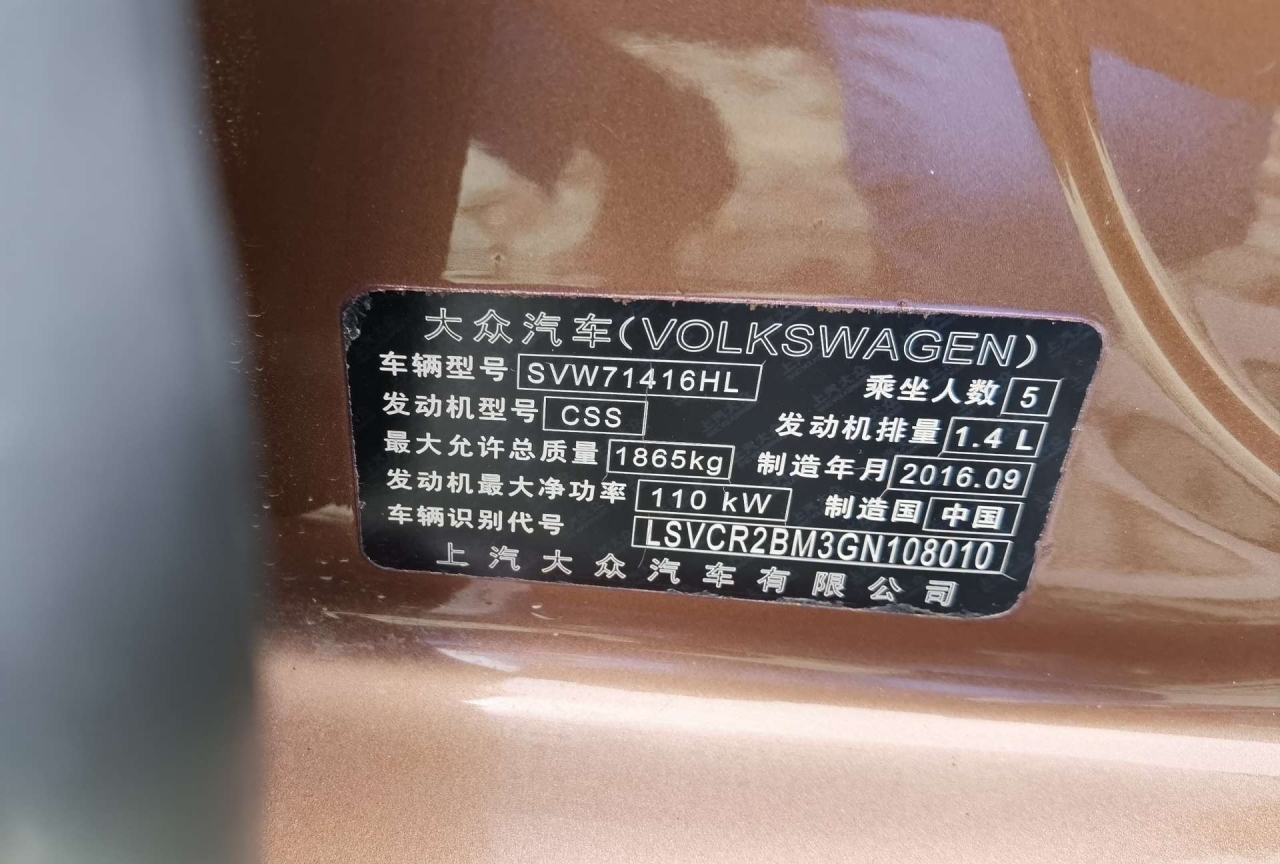 大众汽车(VOLKSWAGEN)
车辆型号 SVW71416HL 乘坐人数 5
发动机型号 CSS 发动机排量 1.4 L
最大允许总质量 1865kg 制造年月 2016.09
发动机最大净功率 110 kW 制造国 中国
车辆识别代号 LSVCR2BM3GN108010
上汽大众汽车有限公司